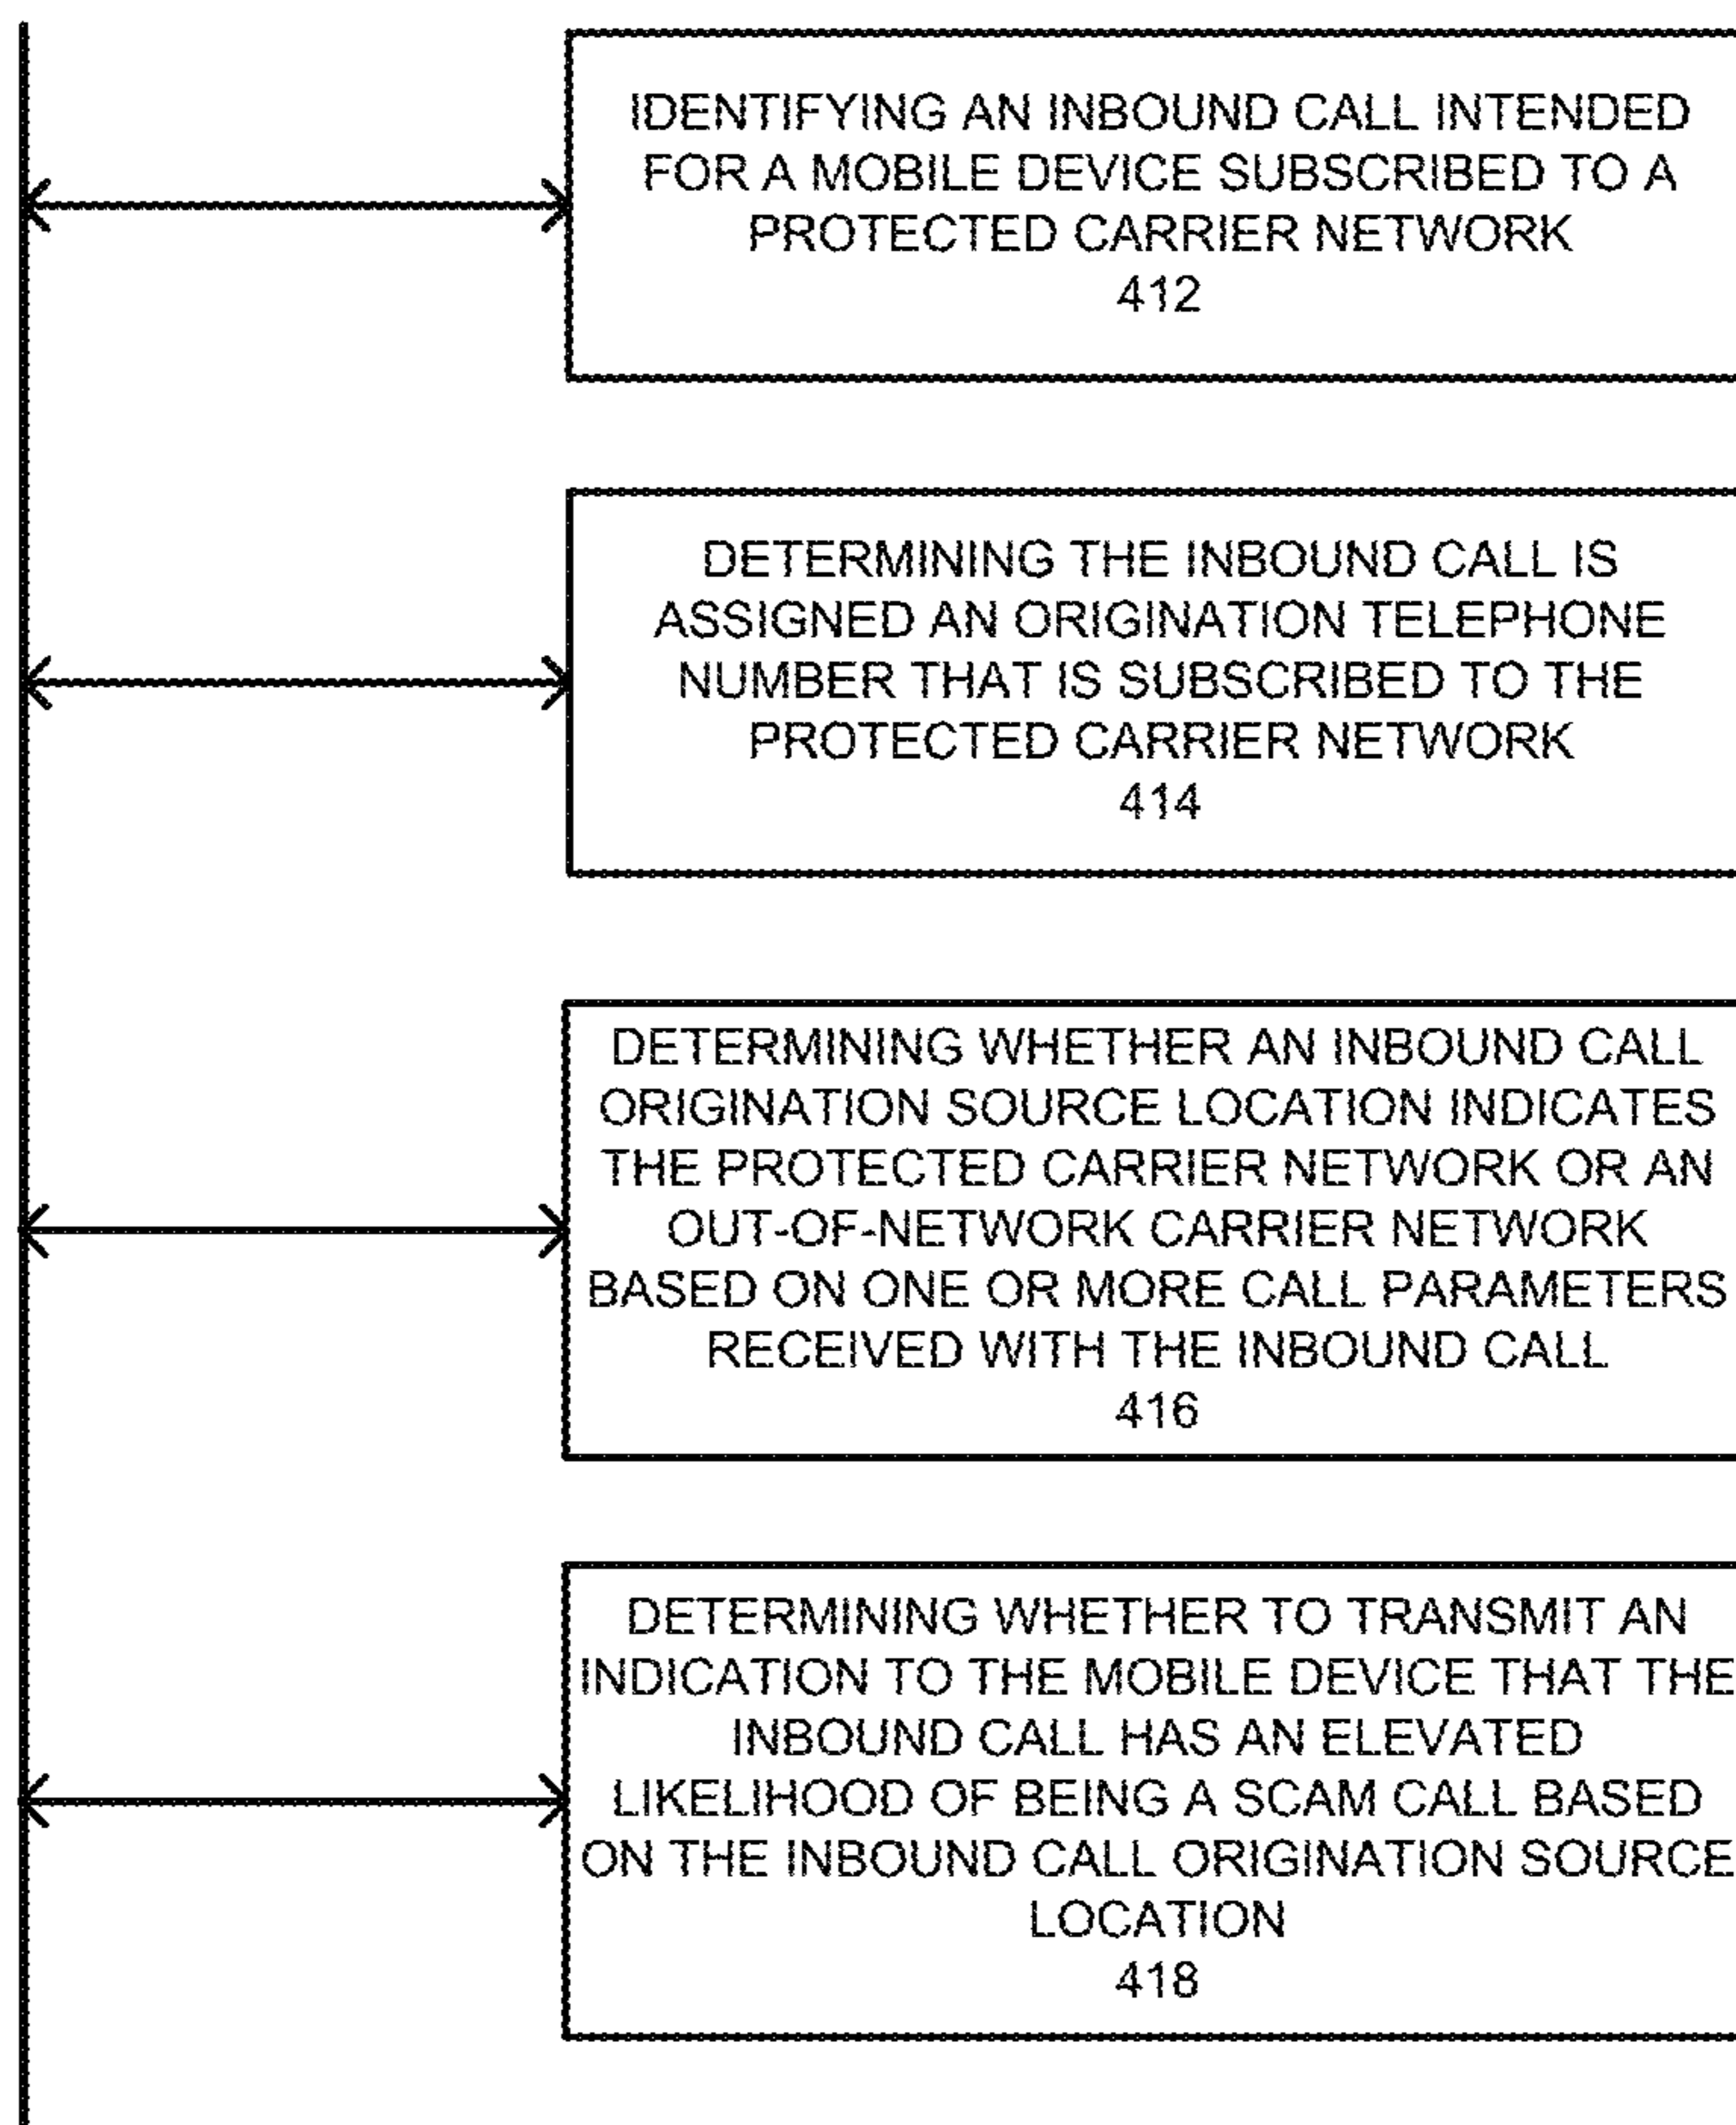 IDENTIFYING AN INBOUND CALL INTENDED
FOR A MOBILE DEVICE SUBSCRIBED TO A
PROTECTED CARRIER NETWORK
412
DETERMINING THE INBOUND CALL IS
ASSIGNED AN ORIGINATION TELEPHONE
NUMBER THAT IS SUBSCRIBED TO THE
PROTECTED CARRIER NETWORK
414
DETERMINING WHETHER AN INBOUND CALL
ORIGINATION SOURCE LOCATION INDICATES
THE PROTECTED CARRIER NETWORK OR AN
OUT-OF-NETWORK CARRIER NETWORK
BASED ON ONE OR MORE CALL PARAMETERS
RECEIVED WITH THE INBOUND CALL
416
DETERMINING WHETHER TO TRANSMIT AN
INDICATION TO THE MOBILE DEVICE THAT THE
INBOUND CALL HAS AN ELEVATED
LIKELIHOOD OF BEING A SCAM CALL BASED
ON THE INBOUND CALL ORIGINATION SOURCE
LOCATION
418